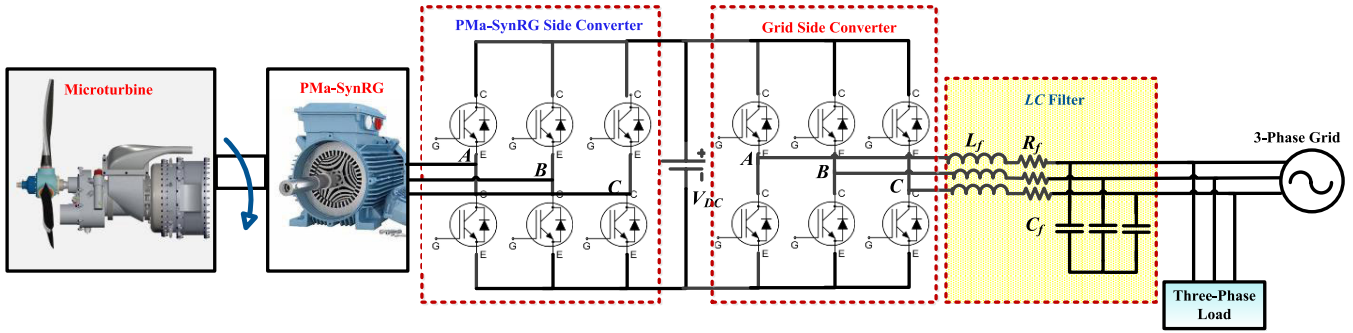 PMa-SynRG Side Converter
Grid Side Converter
Microturbine
PMa-SynRG
LC Filter
3-Phase Grid
C
C
C
C
C
C
G
G
G
G
G
G
E
E
E
E
E
E
A
B
C
A
B
C
+
-
V_DC
L_f
R_f
C
C
C
C
C
C
G
G
G
G
G
G
E
E
E
E
E
E
C_f
Three-Phase
Load